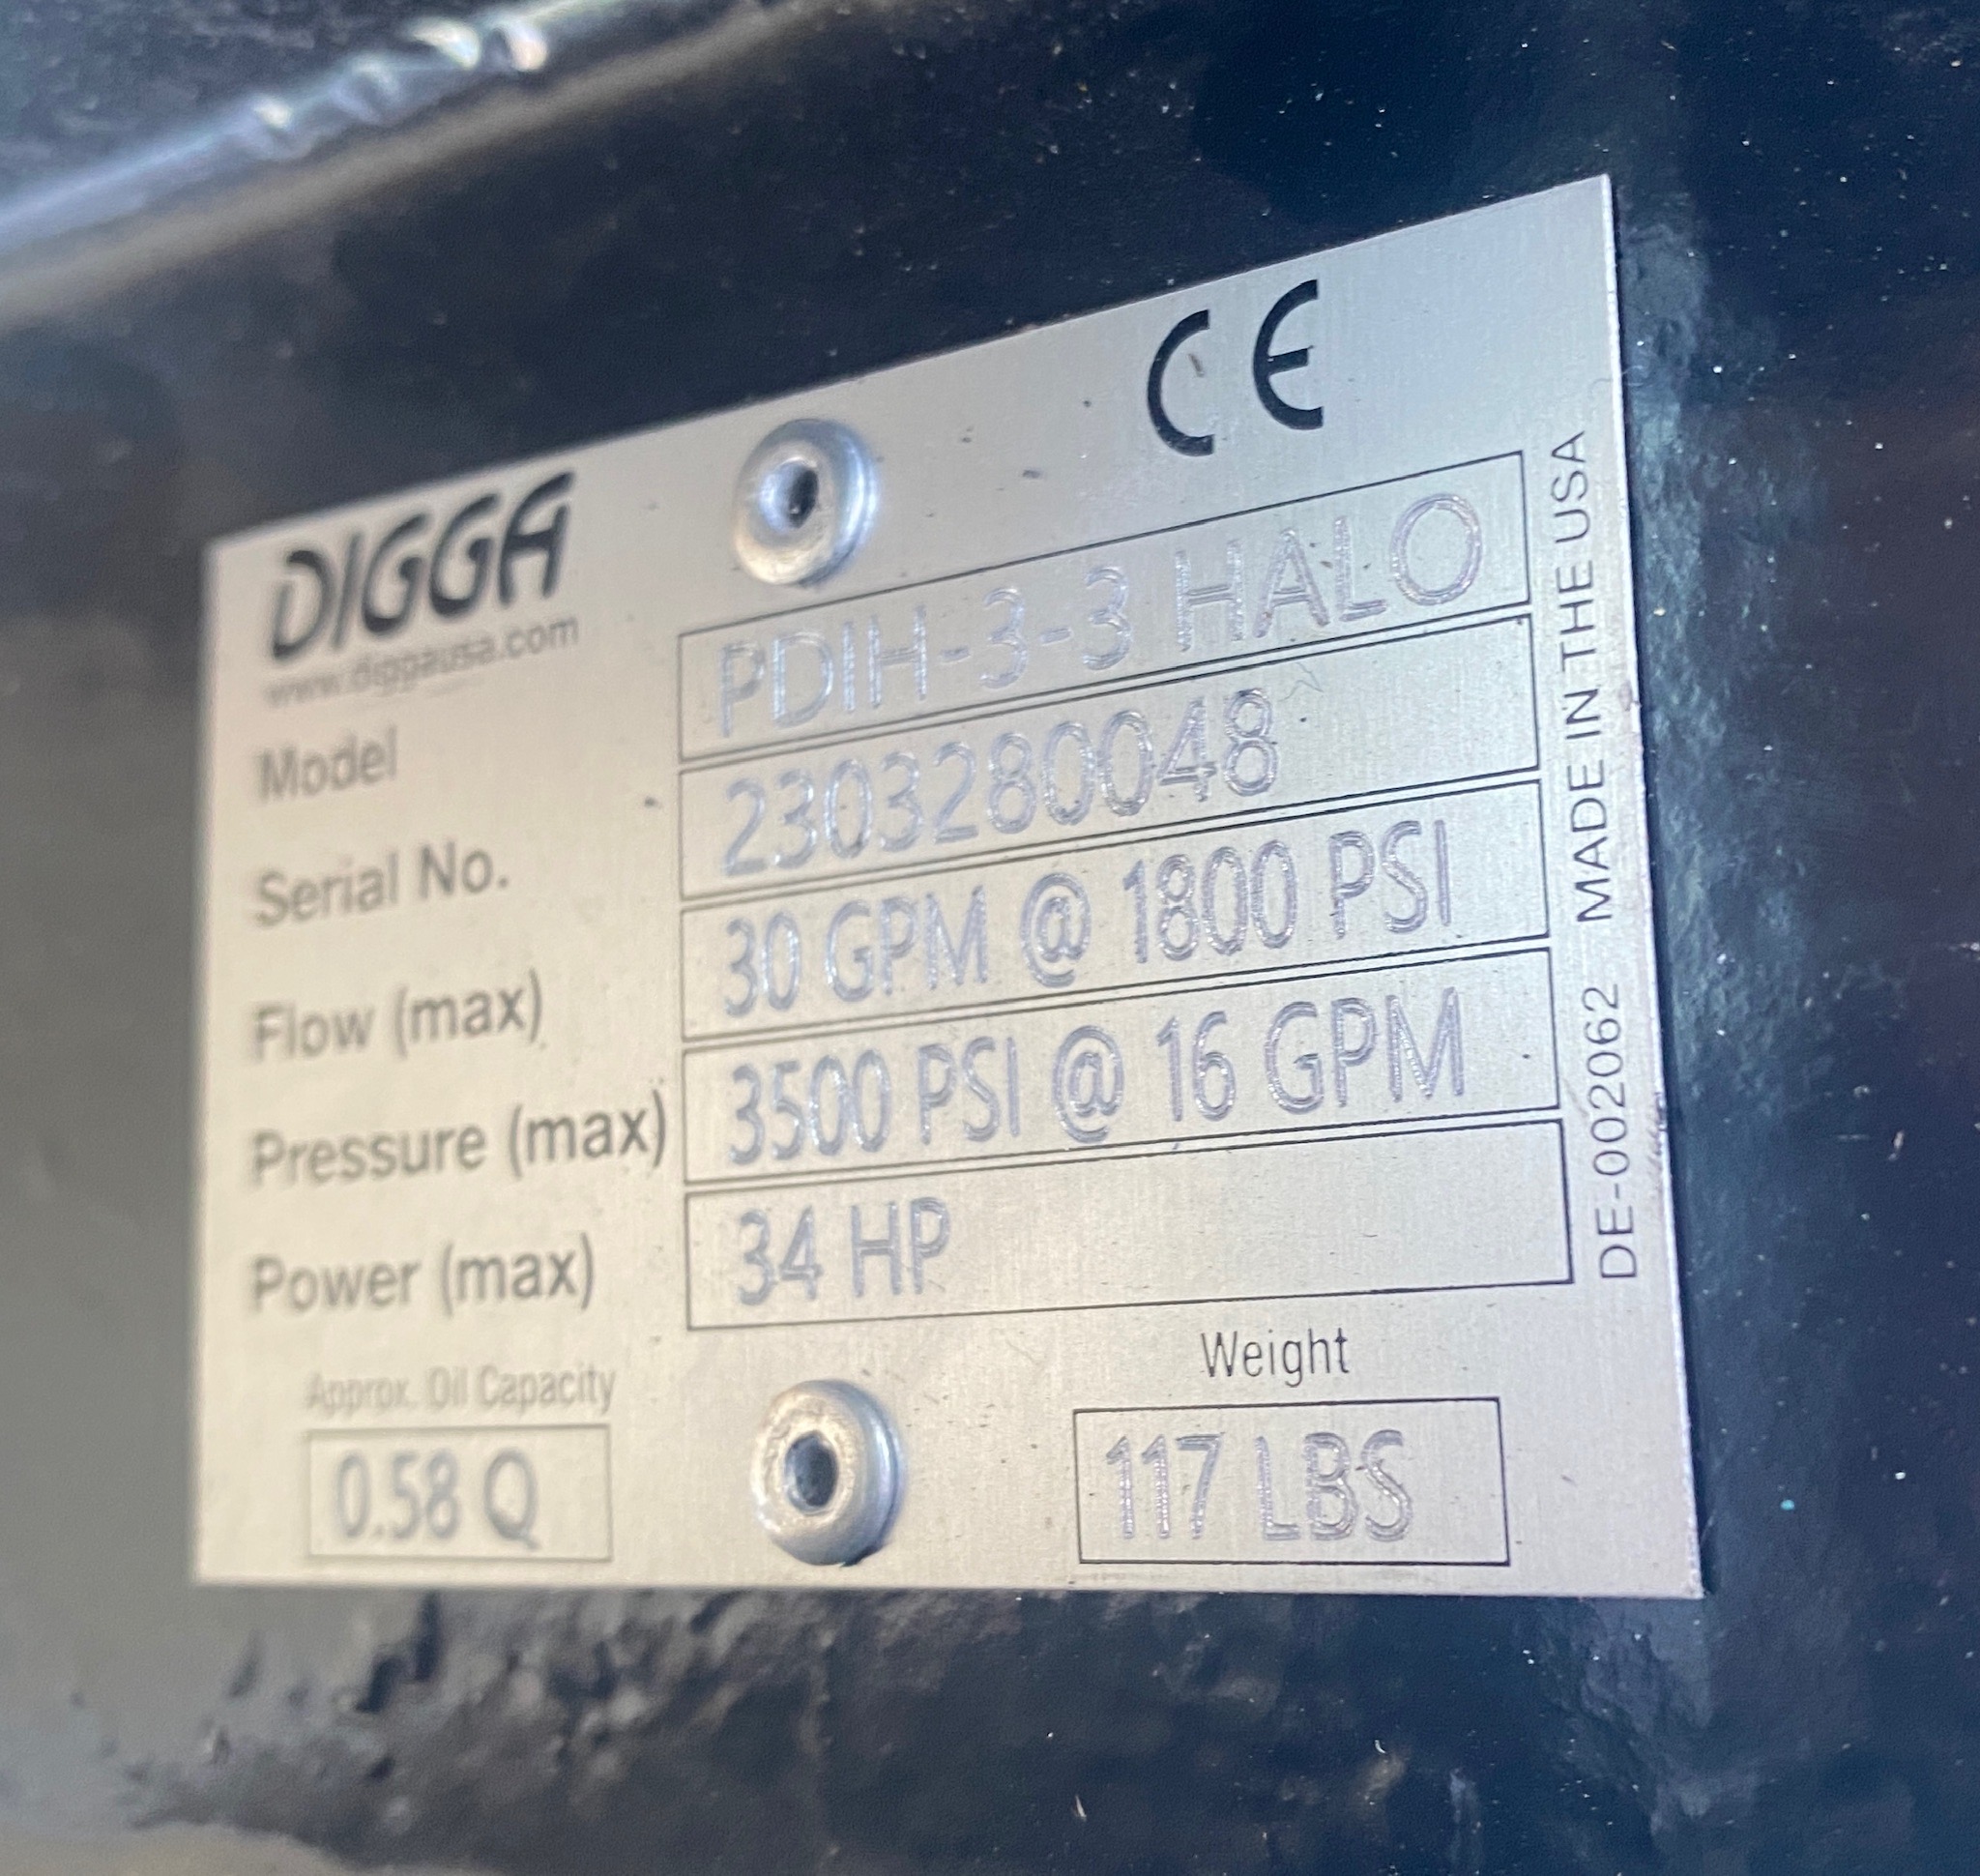 CE
DIGGA
www.diggausa.com
Model PDIH-3-3 HALO
Serial No. 2303280048
Flow (max) 30 GPM @ 1800 PSI
Pressure (max) 3500 PSI @ 16 GPM
Power (max) 34 HP
Approx. Oil Capacity
0.58 Q
Weight
117 LBS
DE-002062 MADE IN THE USA